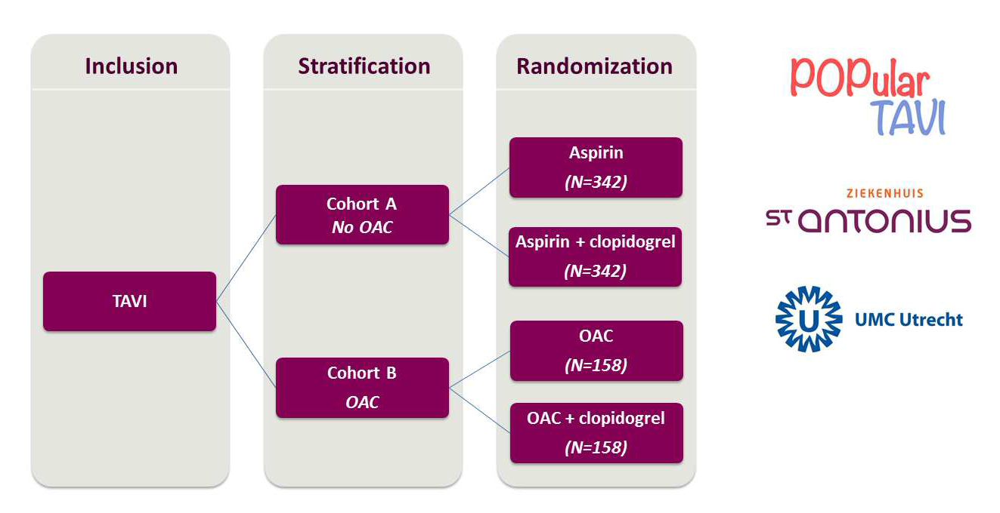 Inclusion
Stratification
Randomization
TAVI
Cohort A
No OAC
Cohort B
OAC
Aspirin
(N=342)
Aspirin + clopidogrel
(N=342)
OAC
(N=158)
OAC + clopidogrel
(N=158)
POPular
TAVI
ZIEKENHUIS
ST ANTONIUS
U
UMC Utrecht